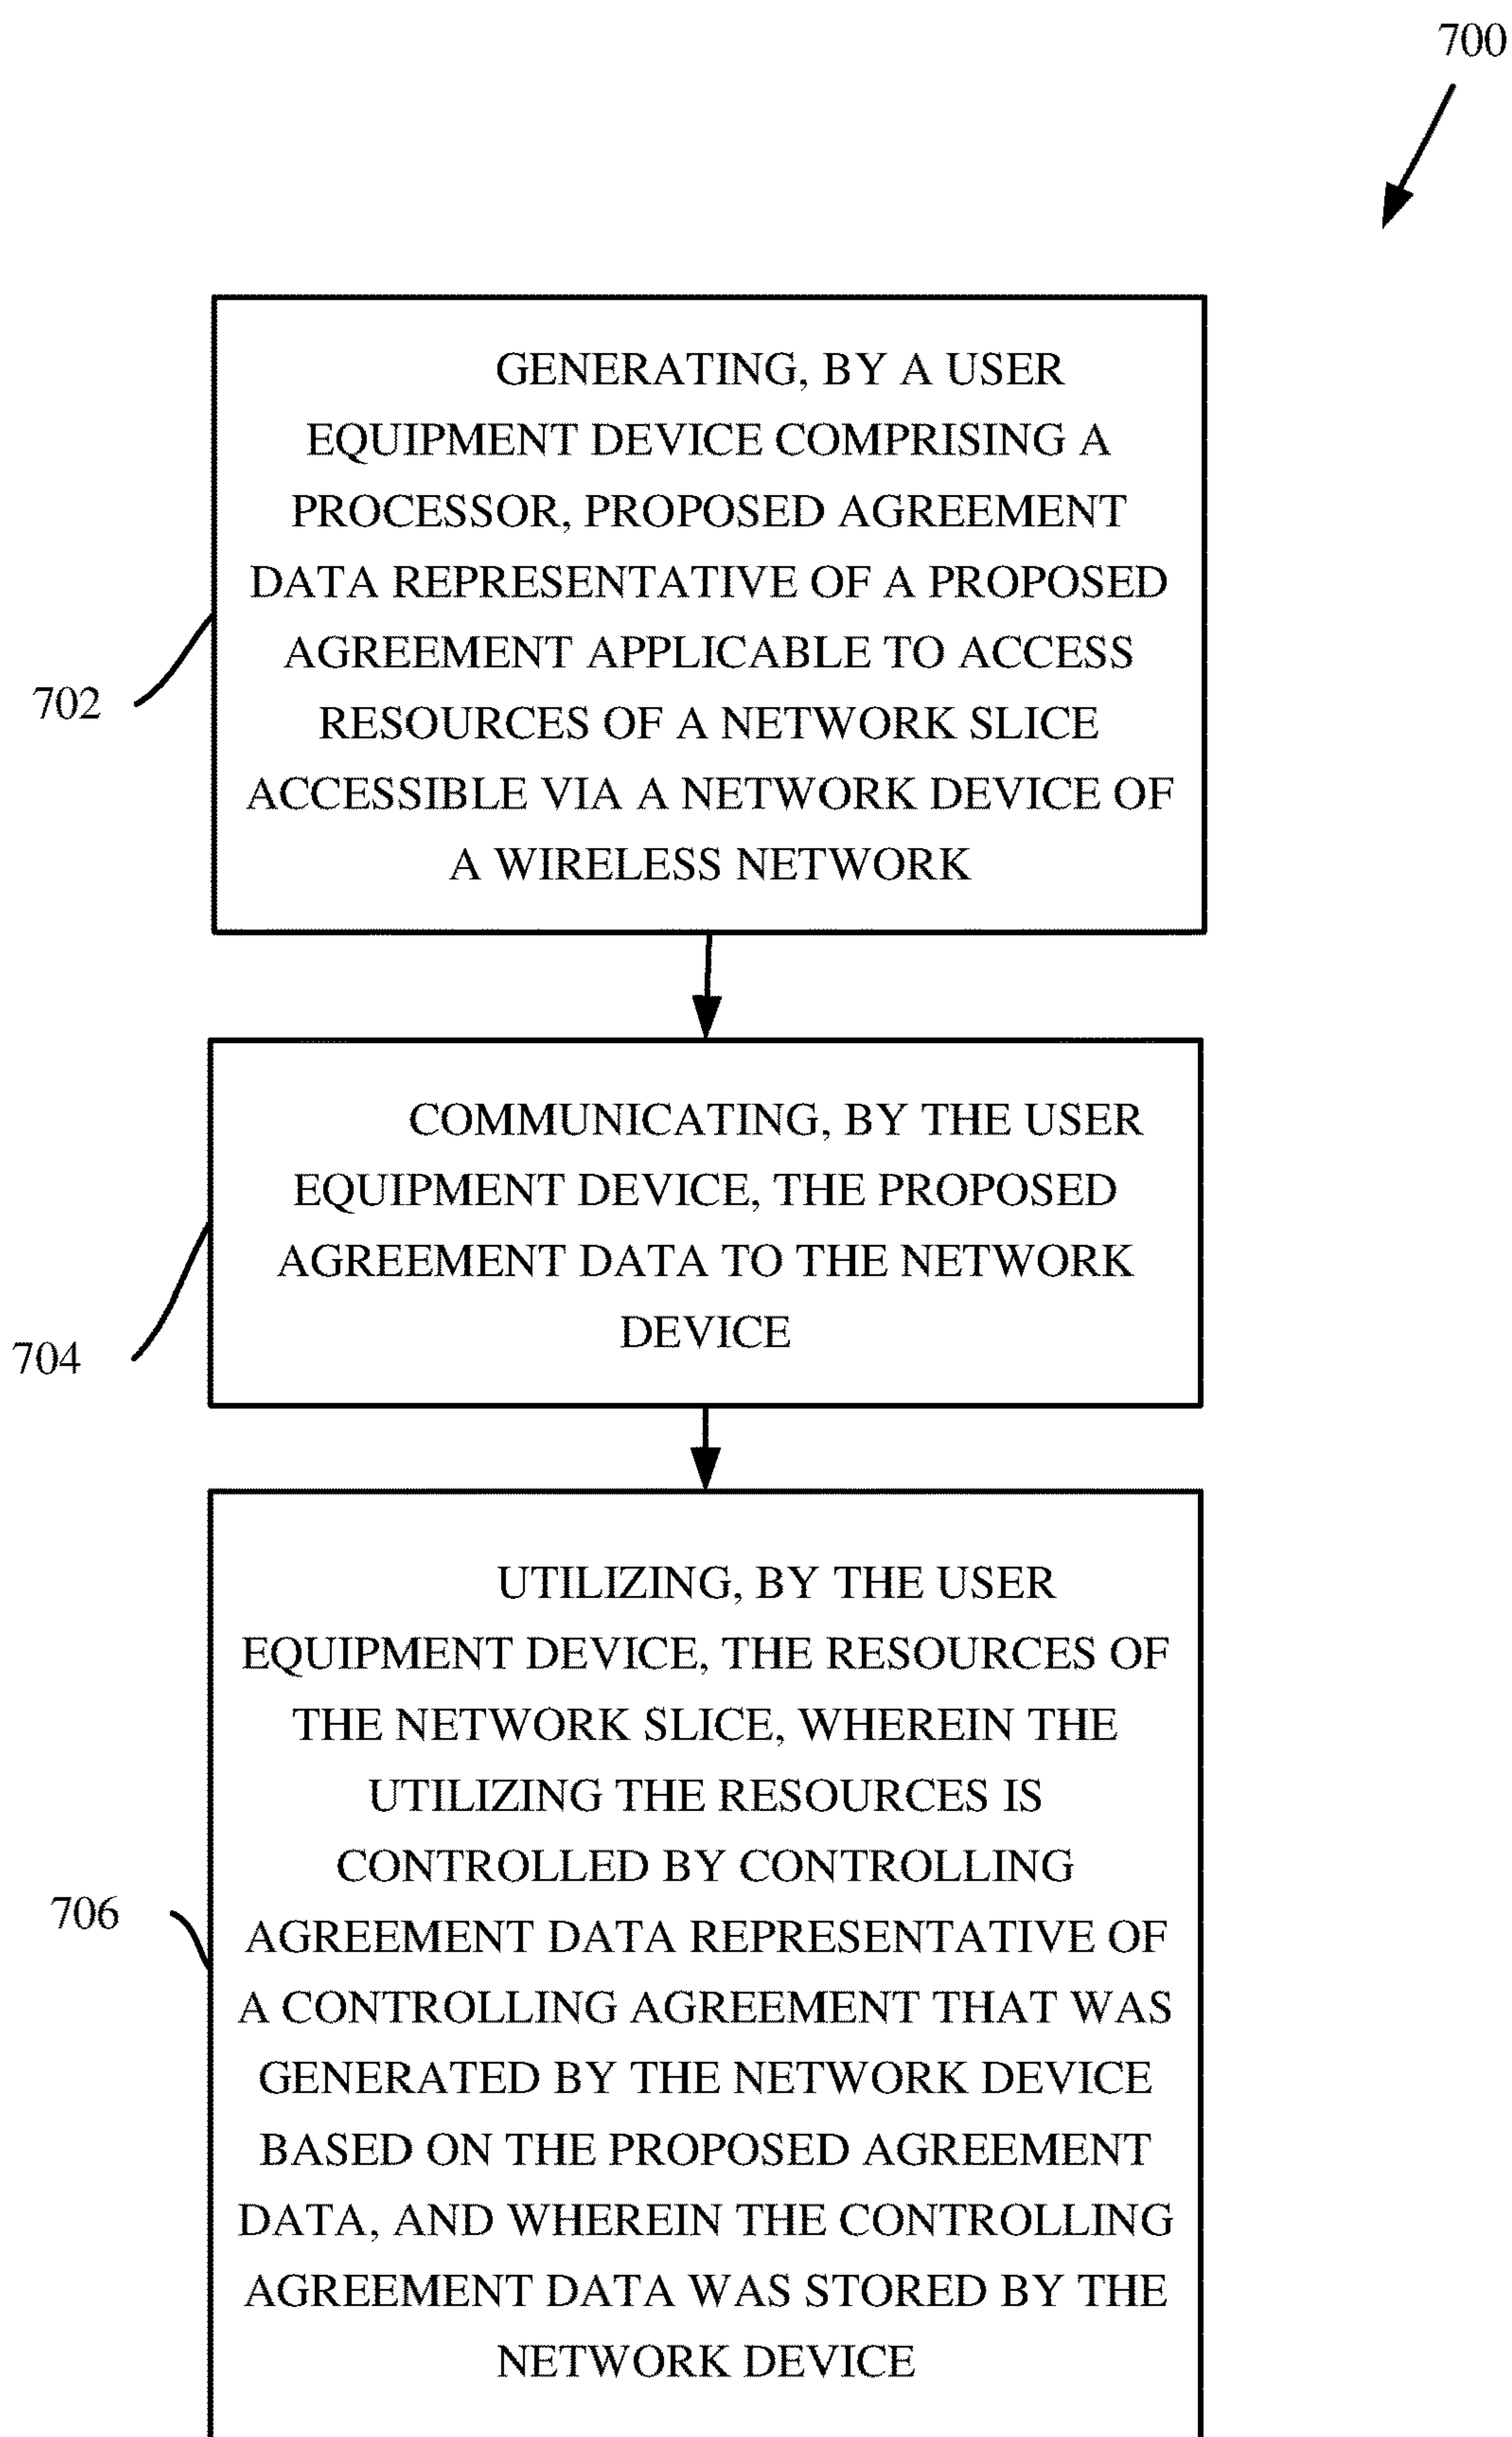 700
GENERATING, BY A USER
EQUIPMENT DEVICE COMPRISING A
PROCESSOR, PROPOSED AGREEMENT
DATA REPRESENTATIVE OF A PROPOSED
AGREEMENT APPLICABLE TO ACCESS
RESOURCES OF A NETWORK SLICE
ACCESSIBLE VIA A NETWORK DEVICE OF
A WIRELESS NETWORK
702
COMMUNICATING, BY THE USER
EQUIPMENT DEVICE, THE PROPOSED
AGREEMENT DATA TO THE NETWORK
DEVICE
704
UTILIZING, BY THE USER
EQUIPMENT DEVICE, THE RESOURCES OF
THE NETWORK SLICE, WHEREIN THE
UTILIZING THE RESOURCES IS
CONTROLLED BY CONTROLLING
AGREEMENT DATA REPRESENTATIVE OF
A CONTROLLING AGREEMENT THAT WAS
GENERATED BY THE NETWORK DEVICE
BASED ON THE PROPOSED AGREEMENT
DATA, AND WHEREIN THE CONTROLLING
AGREEMENT DATA WAS STORED BY THE
NETWORK DEVICE
706